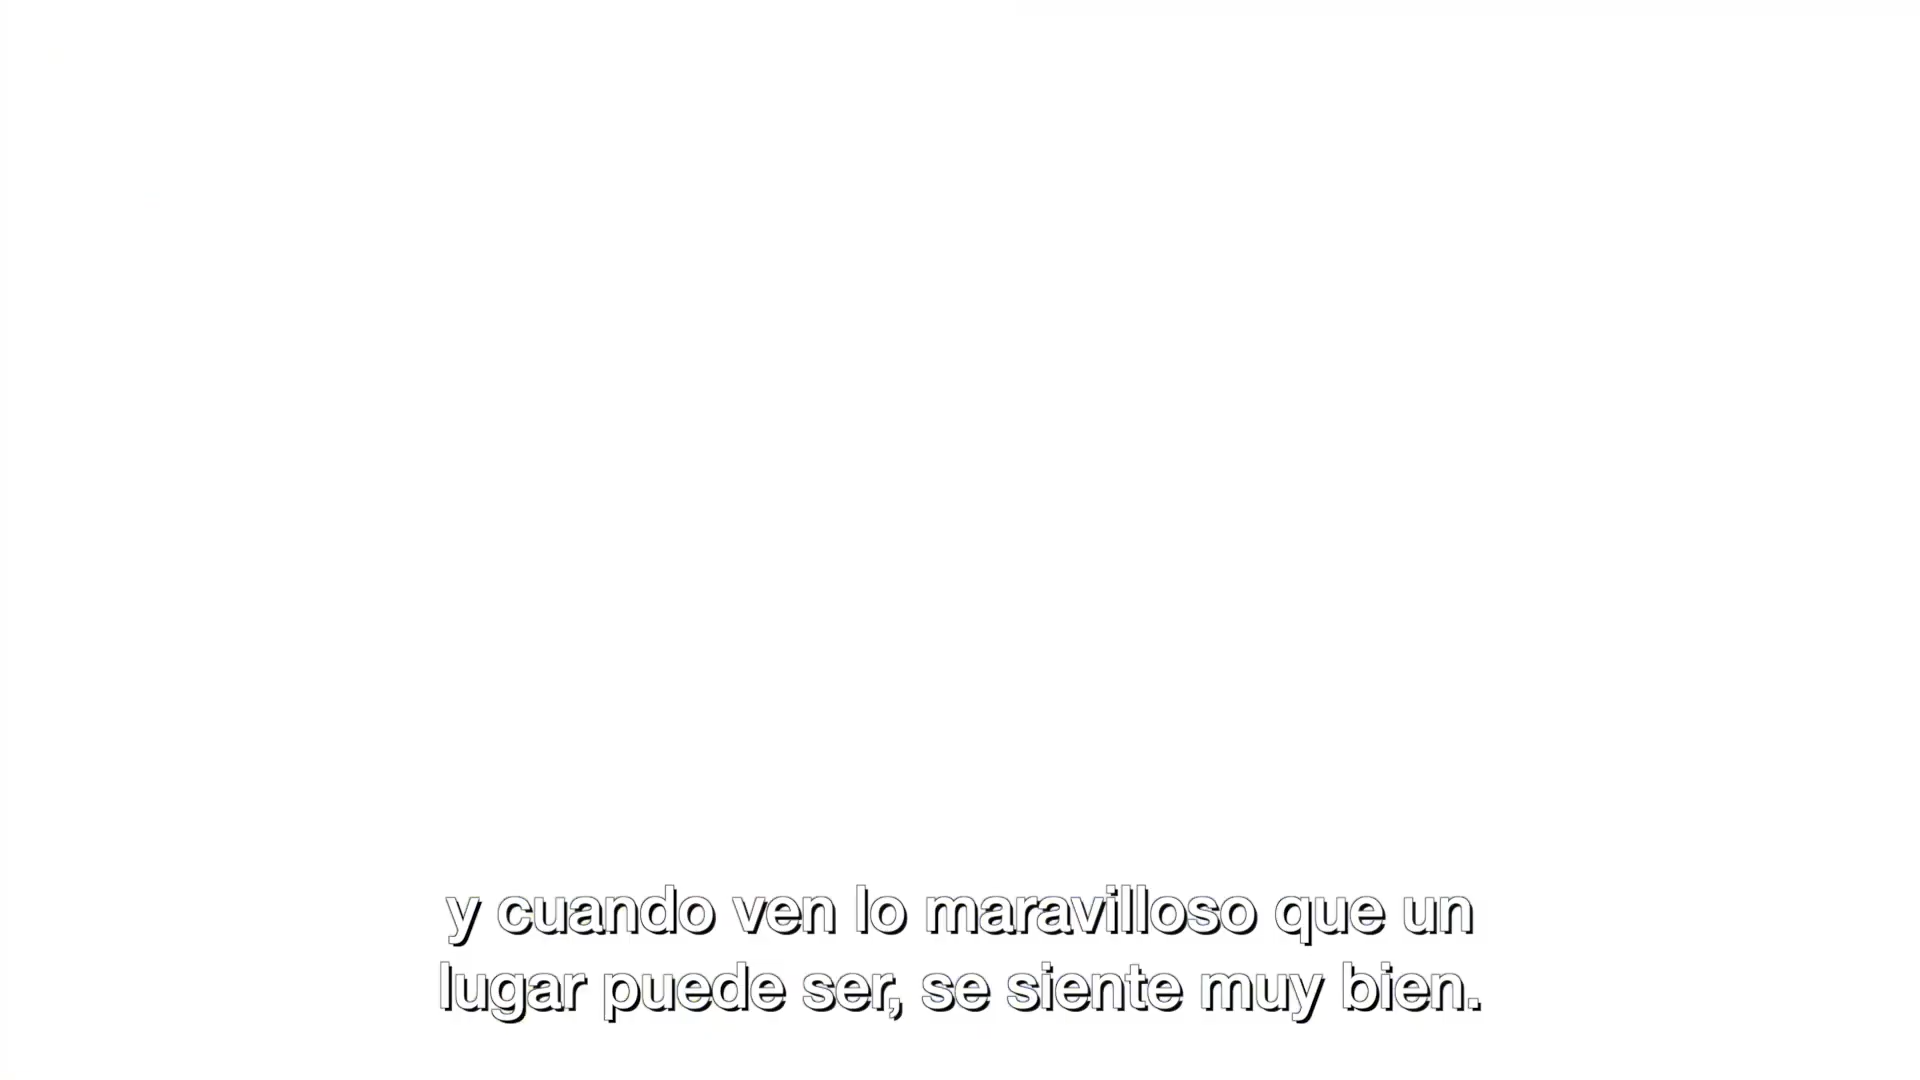 y cuando ven lo maravilloso que un
lugar puede ser, se siente muy bien.